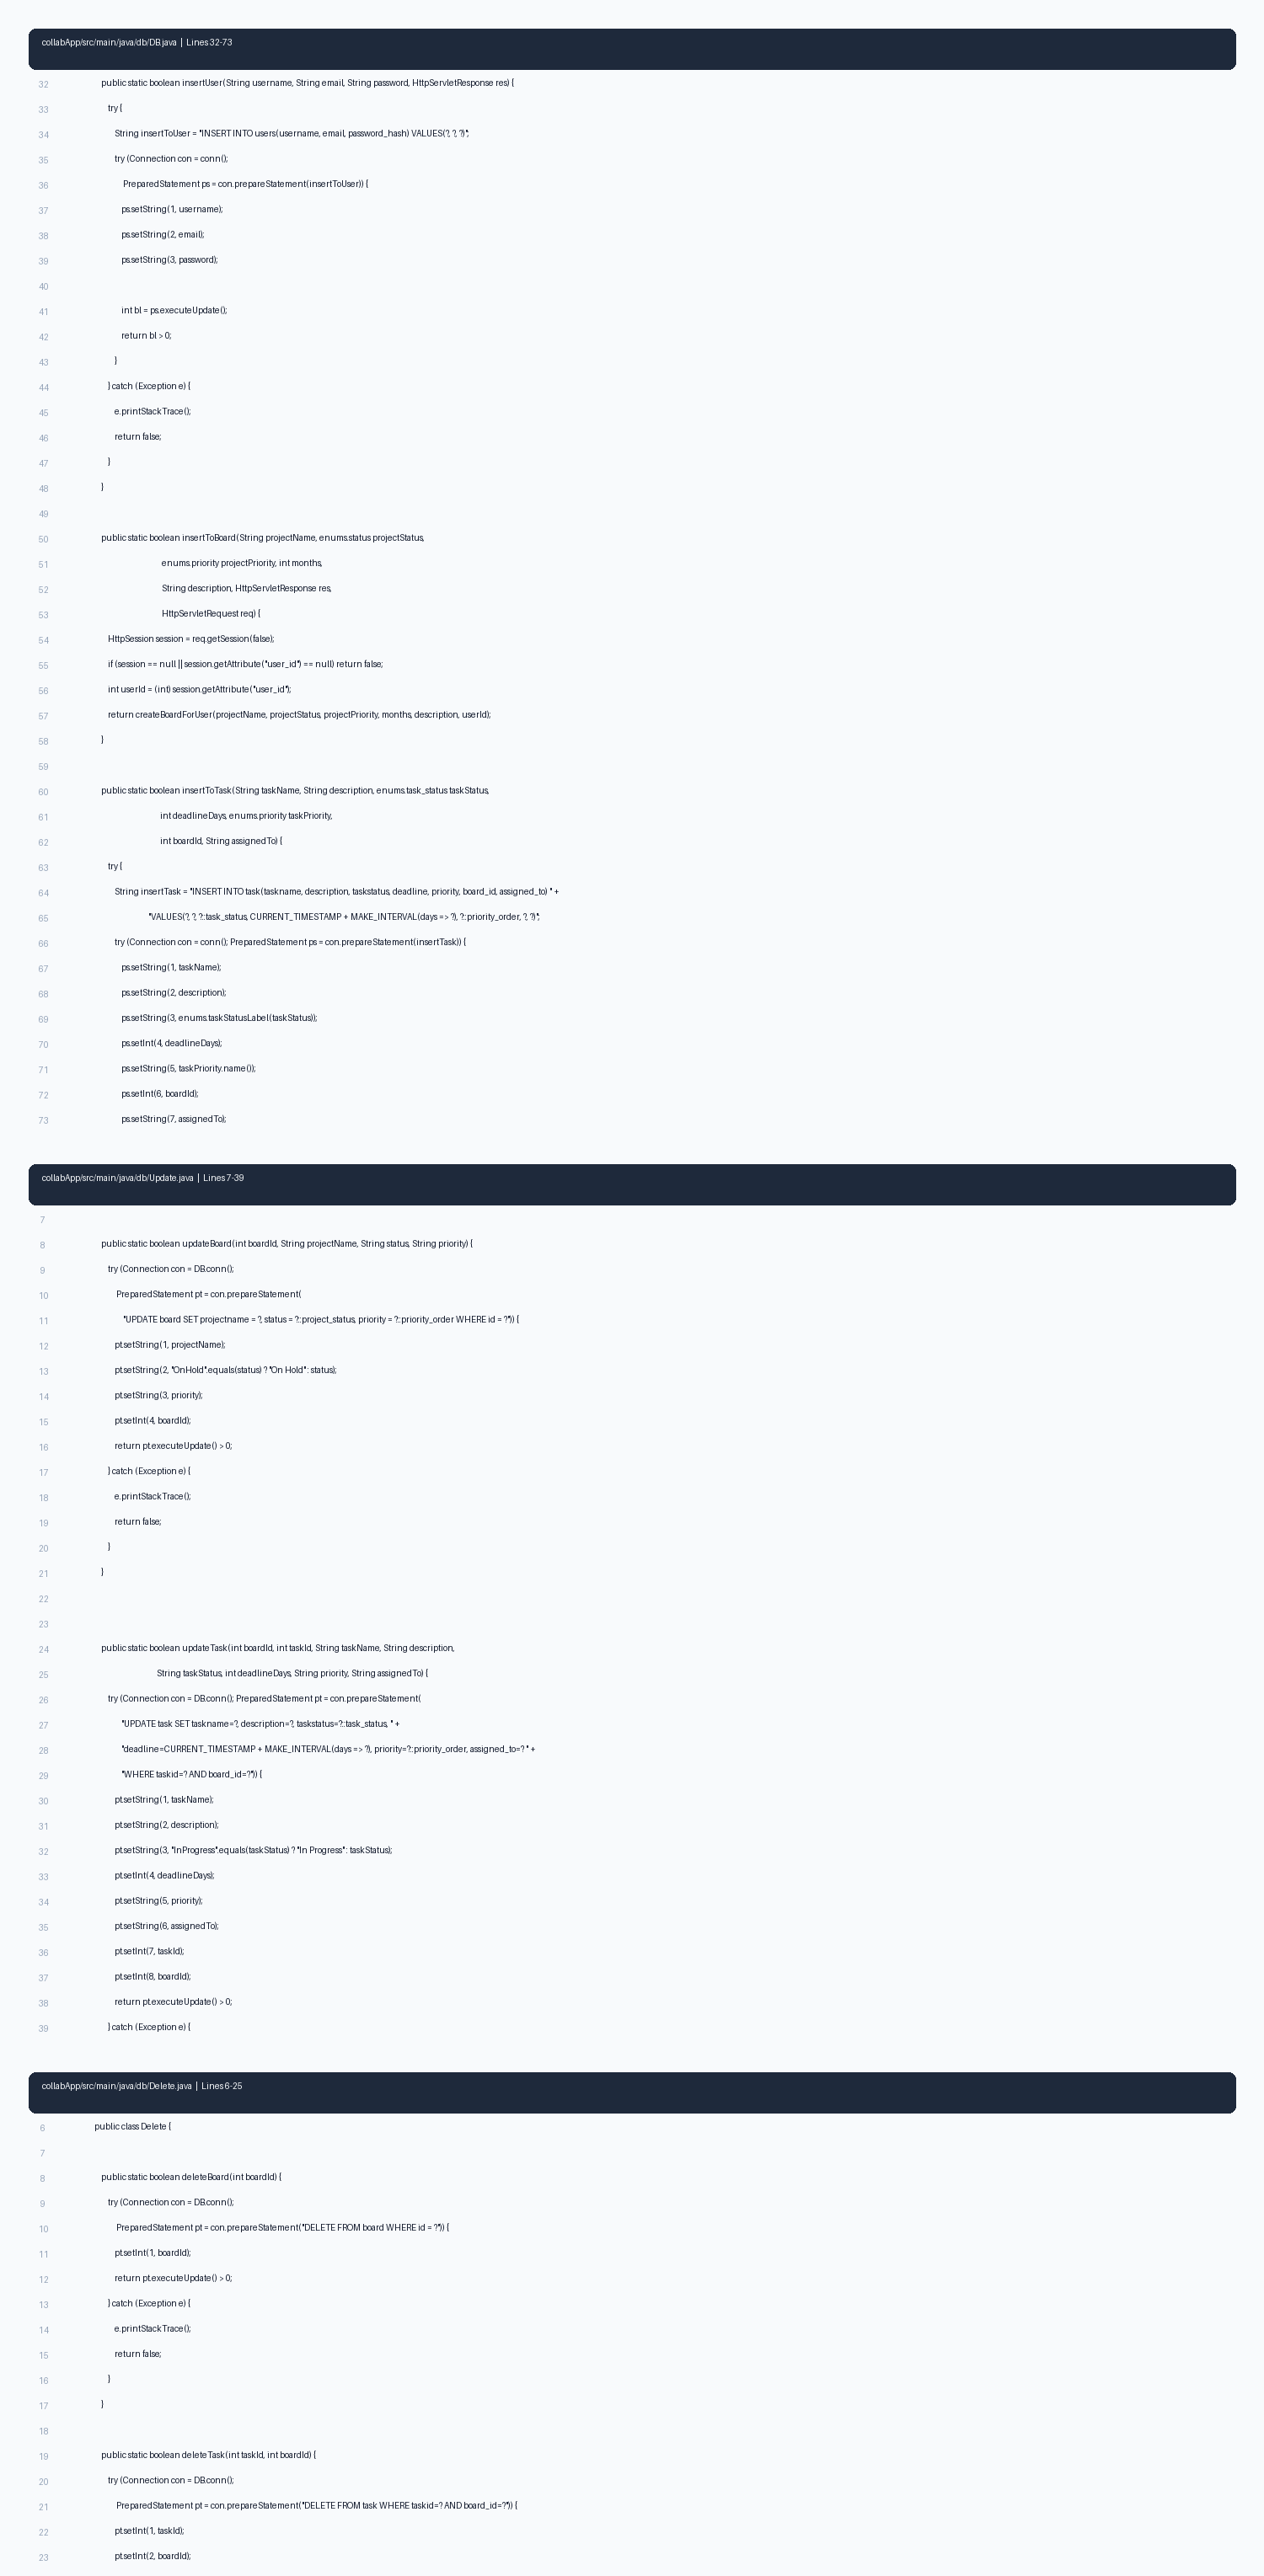 collabApp/src/main/java/db/DB.java | Lines 32-73
32 public static boolean insertUser(String username, String email, String password, HttpServletResponse res) {
33 try {
34 String insertToUser = "INSERT INTO users(username, email, password_hash) VALUES(?, ?, ?)";
35 try (Connection con = conn();
36 PreparedStatement ps = con.prepareStatement(insertToUser)) {
37 ps.setString(1, username);
38 ps.setString(2, email);
39 ps.setString(3, password);
40
41 int bl = ps.executeUpdate();
42 return bl > 0;
43 }
44 } catch (Exception e) {
45 e.printStackTrace();
46 return false;
47 }
48 }
49
50 public static boolean insertToBoard(String projectName, enums.status projectStatus,
51 enums.priority projectPriority, int months,
52 String description, HttpServletResponse res,
53 HttpServletRequest req) {
54 HttpSession session = req.getSession(false);
55 if (session == null || session.getAttribute("user_id") == null) return false;
56 int userId = (int) session.getAttribute("user_id");
57 return createBoardForUser(projectName, projectStatus, projectPriority, months, description, userId);
58 }
59
60 public static boolean insertToTask(String taskName, String description, enums.task_status taskStatus,
61 int deadlineDays, enums.priority taskPriority,
62 int boardId, String assignedTo) {
63 try {
64 String insertTask = "INSERT INTO task(taskname, description, taskstatus, deadline, priority, board_id, assigned_to) " +
65 "VALUES(?, ?, ?::task_status, CURRENT_TIMESTAMP + MAKE_INTERVAL(days => ?), ?::priority_order, ?, ?)";
66 try (Connection con = conn(); PreparedStatement ps = con.prepareStatement(insertTask)) {
67 ps.setString(1, taskName);
68 ps.setString(2, description);
69 ps.setString(3, enums.taskStatusLabel(taskStatus));
70 ps.setInt(4, deadlineDays);
71 ps.setString(5, taskPriority.name());
72 ps.setInt(6, boardId);
73 ps.setString(7, assignedTo);
collabApp/src/main/java/db/Update.java | Lines 7-39
7
8 public static boolean updateBoard(int boardId, String projectName, String status, String priority) {
9 try (Connection con = DB.conn();
10 PreparedStatement pt = con.prepareStatement(
11 "UPDATE board SET projectname = ?, status = ?::project_status, priority = ?::priority_order WHERE id = ?")) {
12 pt.setString(1, projectName);
13 pt.setString(2, "OnHold".equals(status) ? "On Hold" : status);
14 pt.setString(3, priority);
15 pt.setInt(4, boardId);
16 return pt.executeUpdate() > 0;
17 } catch (Exception e) {
18 e.printStackTrace();
19 return false;
20 }
21 }
22
23
24 public static boolean updateTask(int boardId, int taskId, String taskName, String description,
25 String taskStatus, int deadlineDays, String priority, String assignedTo) {
26 try (Connection con = DB.conn(); PreparedStatement pt = con.prepareStatement(
27 "UPDATE task SET taskname=?, description=?, taskstatus=?::task_status, " +
28 "deadline=CURRENT_TIMESTAMP + MAKE_INTERVAL(days => ?), priority=?::priority_order, assigned_to=? " +
29 "WHERE taskid=? AND board_id=?")) {
30 pt.setString(1, taskName);
31 pt.setString(2, description);
32 pt.setString(3, "InProgress".equals(taskStatus) ? "In Progress" : taskStatus);
33 pt.setInt(4, deadlineDays);
34 pt.setString(5, priority);
35 pt.setString(6, assignedTo);
36 pt.setInt(7, taskId);
37 pt.setInt(8, boardId);
38 return pt.executeUpdate() > 0;
39 } catch (Exception e) {
collabApp/src/main/java/db/Delete.java | Lines 6-25
6 public class Delete {
7
8 public static boolean deleteBoard(int boardId) {
9 try (Connection con = DB.conn();
10 PreparedStatement pt = con.prepareStatement("DELETE FROM board WHERE id = ?")) {
11 pt.setInt(1, boardId);
12 return pt.executeUpdate() > 0;
13 } catch (Exception e) {
14 e.printStackTrace();
15 return false;
16 }
17 }
18
19 public static boolean deleteTask(int taskId, int boardId) {
20 try (Connection con = DB.conn();
21 PreparedStatement pt = con.prepareStatement("DELETE FROM task WHERE taskid=? AND board_id=?")) {
22 pt.setInt(1, taskId);
23 pt.setInt(2, boardId);